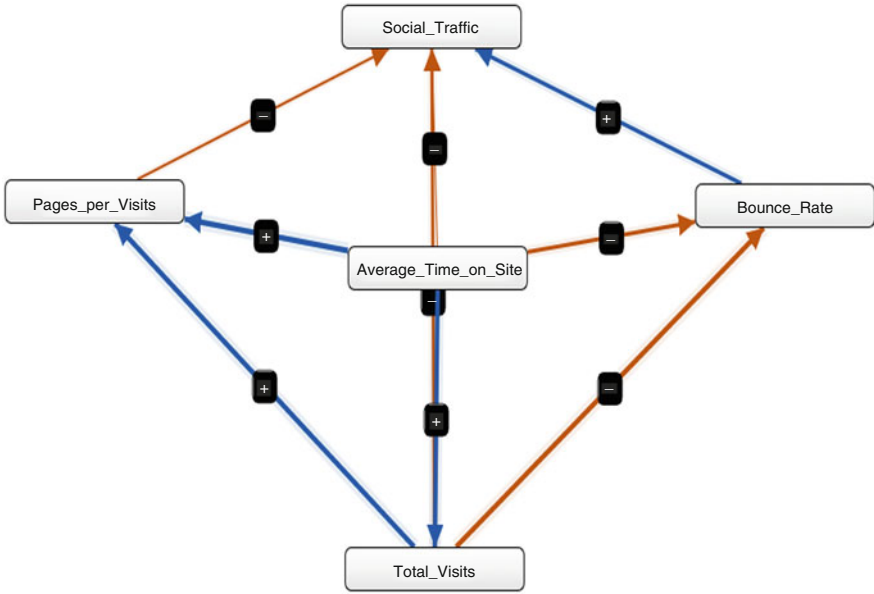 Social_Traffic
−
−
+
Pages_per_Visits
Bounce_Rate
+
−
Average_Time_on_Site
−
+
−
+
Total_Visits